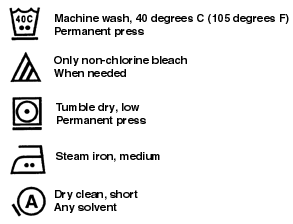 40C
Machine wash, 40 degrees C (105 degrees F)
Permanent press
Only non-chlorine bleach
When needed
Tumble dry, low
Permanent press
Steam iron, medium
A
Dry clean, short
Any solvent